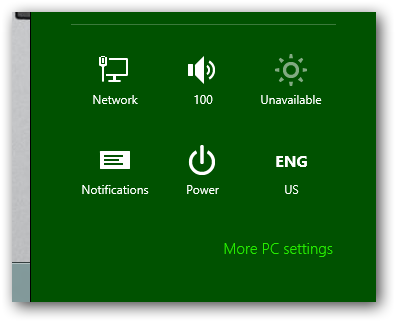 Network 100 Unavailable
ENG
Notifications Power US
More PC settings